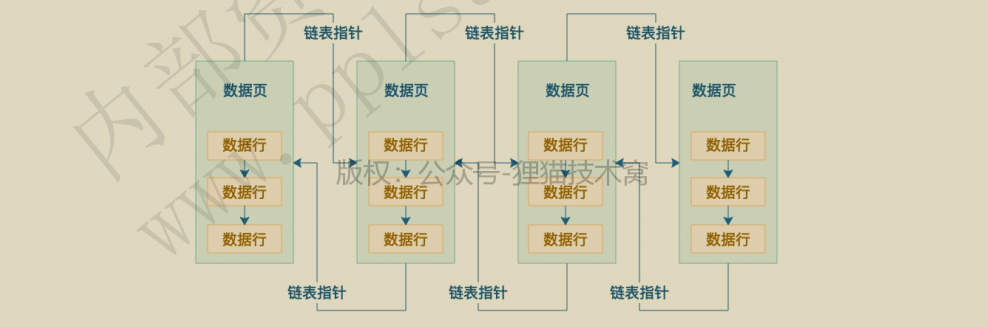 链表指针 链表指针 链表指针
数据页 数据页 数据页 数据页
数据行 数据行 数据行 数据行
版权：公众号-狸猫技术窝
数据行 数据行 数据行 数据行
数据行 数据行 数据行 数据行
链表指针 链表指针 链表指针
内部资
www.pplst